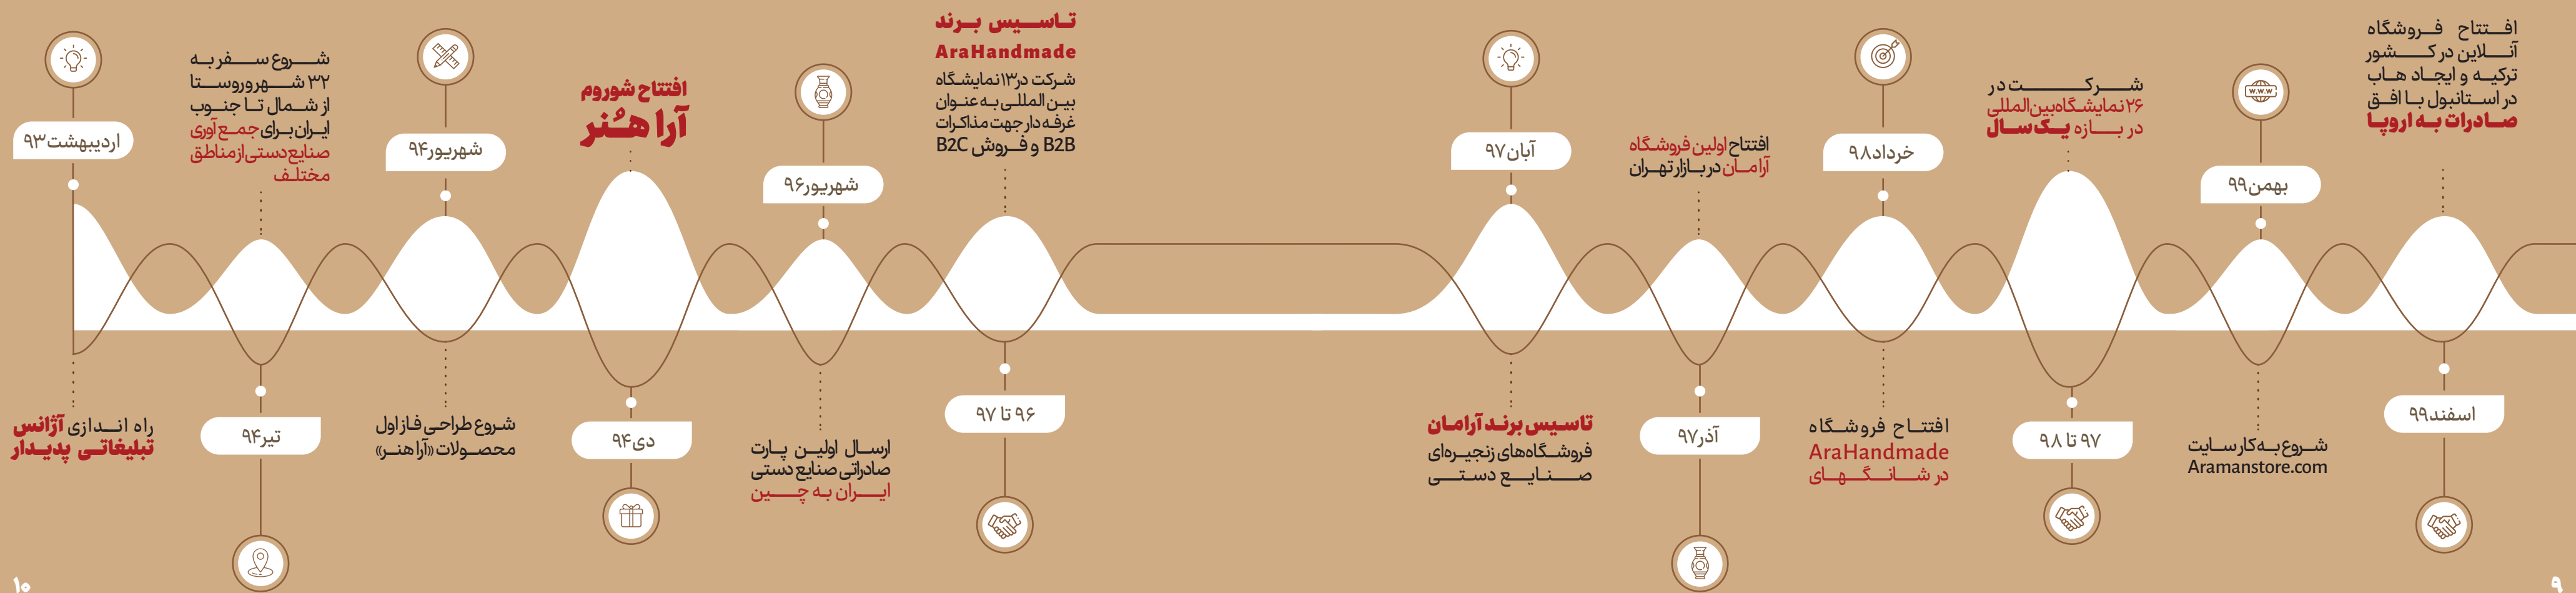 اردیبهشت ۹۳
راه اندازی آژانس
تبلیغاتی پدیدار
شروع سفر به
۳۲ شهر و روستا
از شمال تا جنوب
ایران برای جمع آوری
صنایع دستی از مناطق
مختلف
تیر ۹۴
شهریور ۹۴
شروع طراحی فاز اول
محصولات «آرا هنر»
افتتاح شوروم
آرا هُنر
دی ۹۴
شهریور ۹۶
ارسال اولین پارت
صادراتی صنایع دستی
ایران به چین
تاسیس برند
AraHandmade
شرکت در ۱۳ نمایشگاه
بین المللی به عنوان
غرفه دار جهت مذاکرات
B2B و فروش B2C
۹۶ تا ۹۷
آبان ۹۷
تاسیس برند آرامان
فروشگاه‌های زنجیره‌ای
صنایع دستی
افتتاح اولین فروشگاه
آرامان در بازار تهران
آذر ۹۷
خرداد ۹۸
افتتاح فروشگاه
AraHandmade
در شانگهای
شرکت در
۲۶ نمایشگاه بین‌المللی
در بازه یک سال
۹۷ تا ۹۸
بهمن ۹۹
WWW
شروع به کار سایت
Aramanstore.com
افتتاح فروشگاه
آنلاین در کشور
ترکیه و ایجاد هاب
در استانبول با افق
صادرات به اروپا
اسفند ۹۹
۱۰
۹